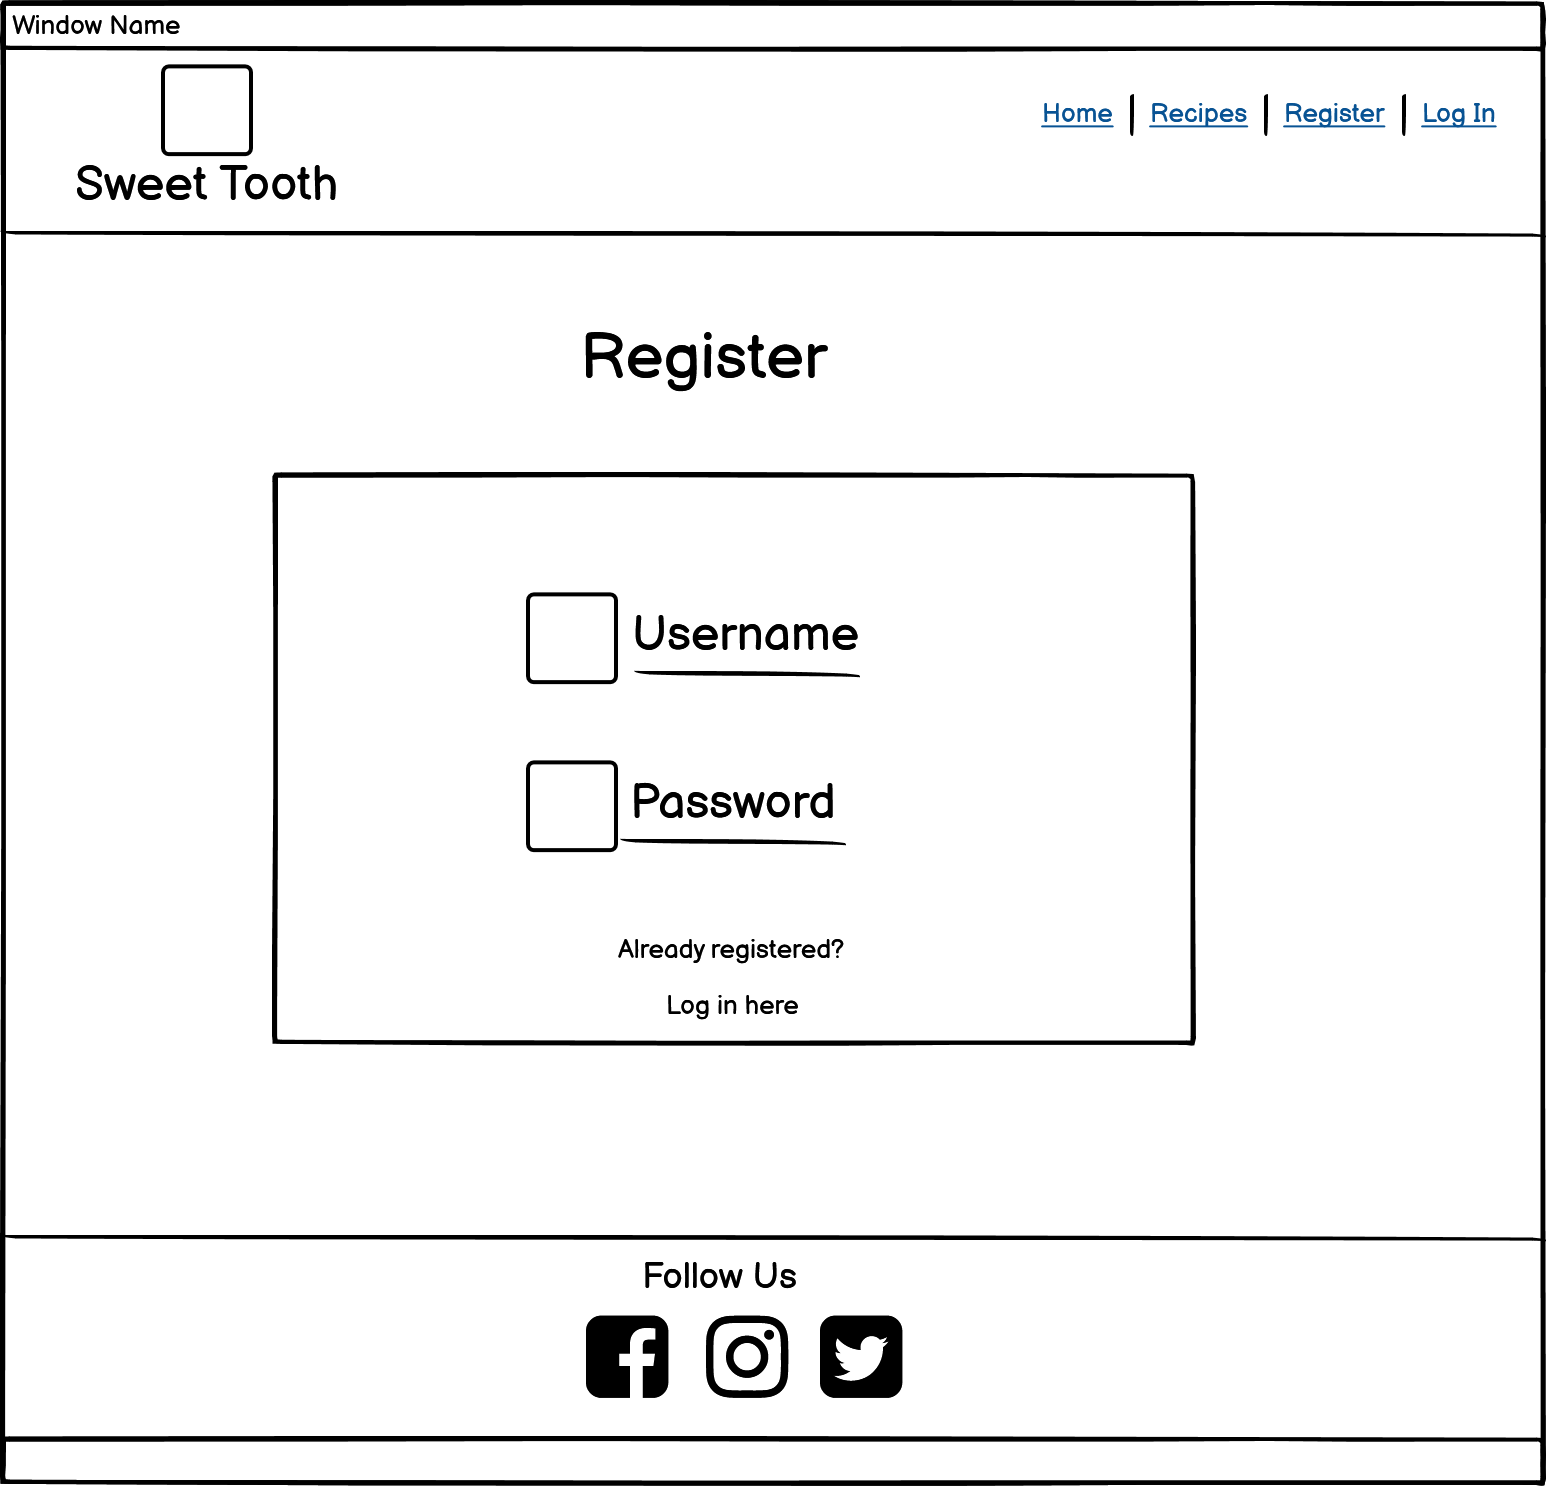 Window Name
Home | Recipes | Register | Log In
Sweet Tooth
Register
Username
Password
Already registered?
Log in here
Follow Us